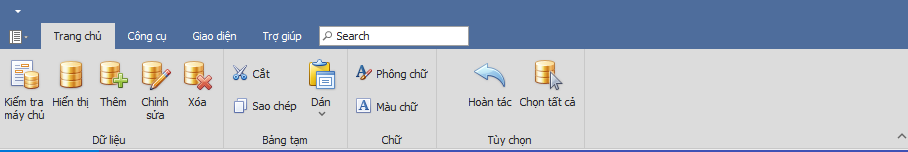 Trang chủ Công cụ Giao diện Trợ giúp Search
Kiểm tra máy chủ
Hiển thị
Thêm
Chỉnh sửa
Xóa
Cắt
Sao chép
Dán
Phông chữ
Màu chữ
Hoàn tác
Chọn tất cả
Dữ liệu Bảng tạm Chữ Tùy chọn